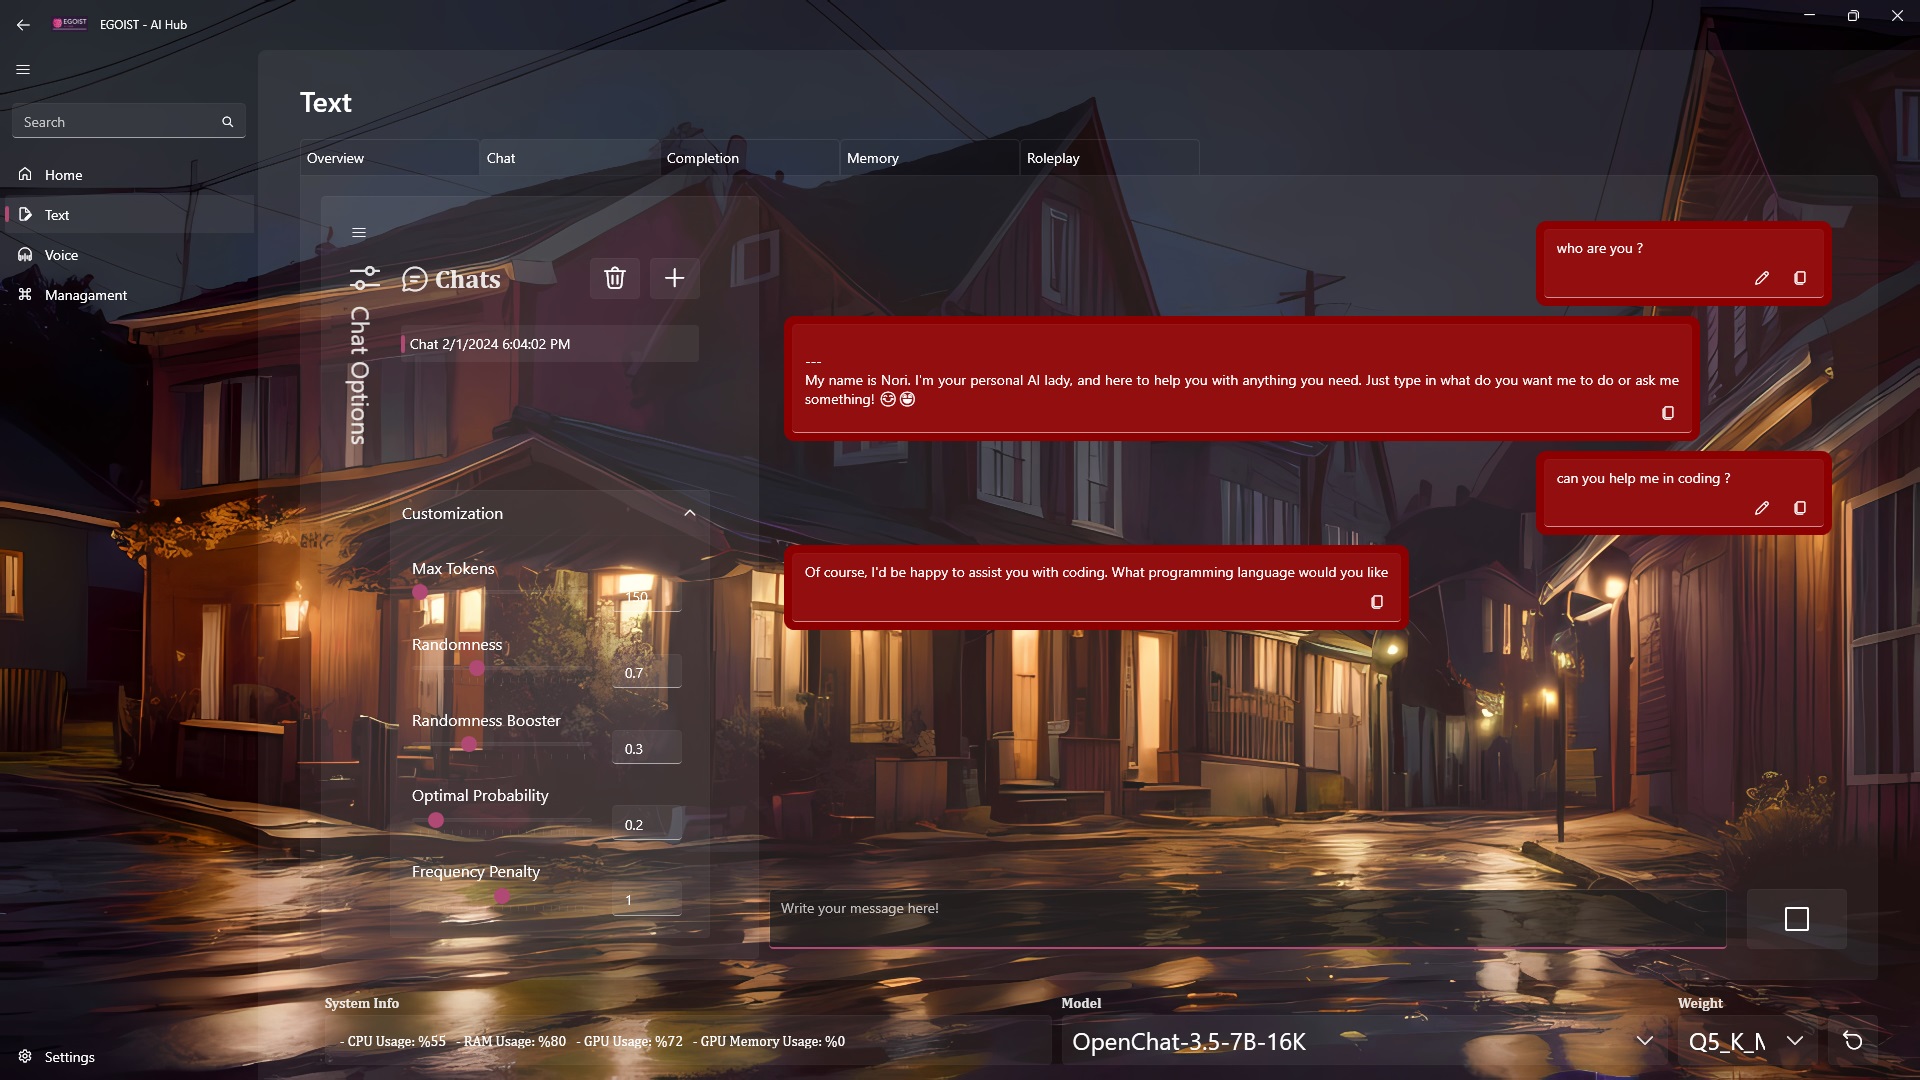 EGOIST
EGOIST - AI Hub
Search
Home
Text
Voice
Managament
Settings
Text
Overview
Chat
Completion
Memory
Roleplay
Chat Options
Chats
Chat 2/1/2024 6:04:02 PM
Customization
Max Tokens
150
Randomness
0.7
Randomness Booster
0.3
Optimal Probability
0.2
Frequency Penalty
1
who are you ?
---
My name is Nori. I'm your personal AI lady, and here to help you with anything you need. Just type in what do you want me to do or ask me
something! 😊😄
can you help me in coding ?
Of course, I'd be happy to assist you with coding. What programming language would you like
Write your message here!
System Info
- CPU Usage: %55 - RAM Usage: %80 - GPU Usage: %72 - GPU Memory Usage: %0
Model
OpenChat-3.5-7B-16K
Weight
Q5_K_